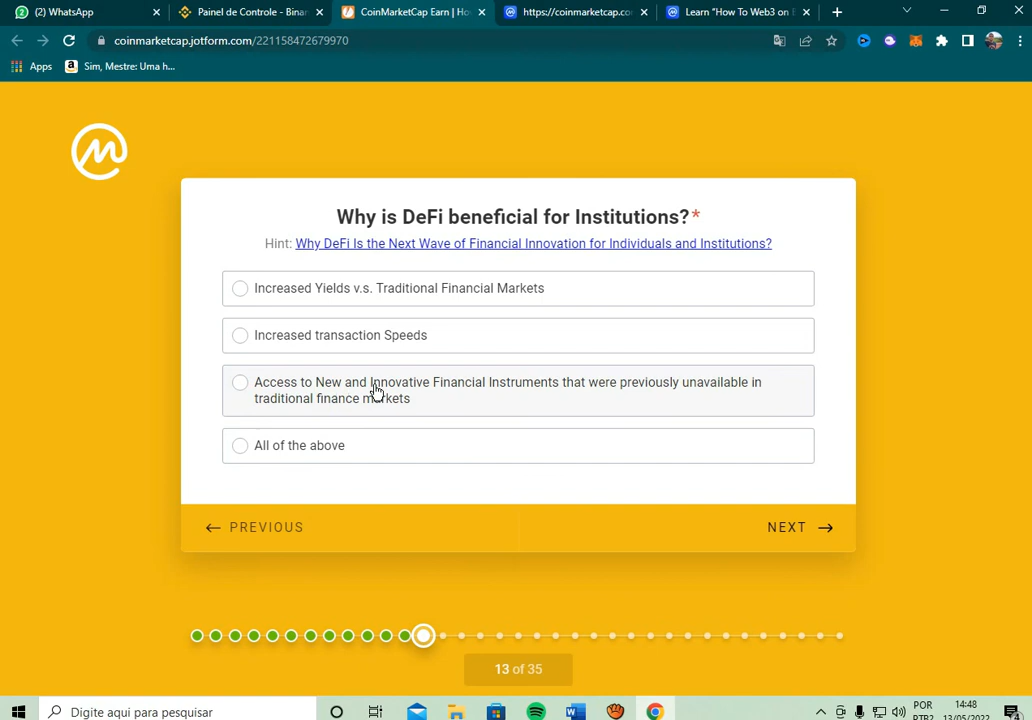 (2) WhatsApp
Painel de Controle - Binan
CoinMarketCap Earn | Ho
https://coinmarketcap.co
Learn "How To Web3 on
coinmarketcap.jotform.com/221158472679970
Apps
Sim, Mestre: Uma h...
Why is DeFi beneficial for Institutions?*
Hint: Why DeFi Is the Next Wave of Financial Innovation for Individuals and Institutions?
Increased Yields v.s. Traditional Financial Markets
Increased transaction Speeds
Access to New and Innovative Financial Instruments that were previously unavailable in
traditional finance markets
All of the above
PREVIOUS
NEXT
13 of 35
Digite aqui para pesquisar
POR
PTB2
14:48
13/05/2022